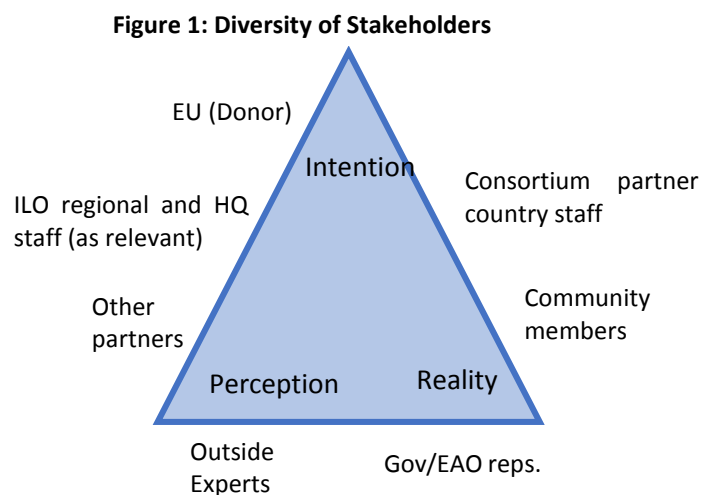 Figure 1: Diversity of Stakeholders
EU (Donor)
Intention
Consortium partner
country staff
ILO regional and HQ
staff (as relevant)
Other
partners
Community
members
Perception
Reality
Outside
Experts
Gov/EAO reps.